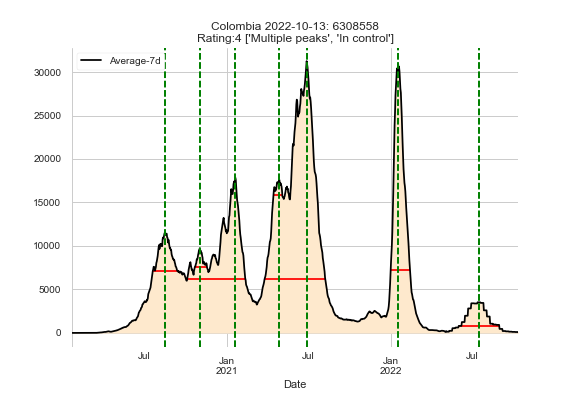 Colombia 2022-10-13: 6308558
Rating:4 ['Multiple peaks', 'In control']
Average-7d
30000
25000
20000
15000
10000
5000
0
Jul
Jan
2021
Jul
Jan
2022
Jul
Date